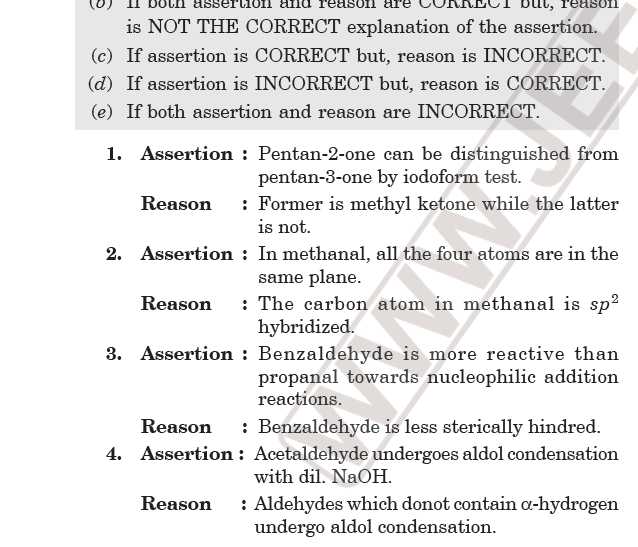 (b) If both assertion and reason are CORRECT but, reason
is NOT THE CORRECT explanation of the assertion.
(c) If assertion is CORRECT but, reason is INCORRECT.
(d) If assertion is INCORRECT but, reason is CORRECT.
(e) If both assertion and reason are INCORRECT.
1. Assertion : Pentan-2-one can be distinguished from
pentan-3-one by iodoform test.
Reason : Former is methyl ketone while the latter
is not.
2. Assertion : In methanal, all the four atoms are in the
same plane.
Reason : The carbon atom in methanal is sp²
hybridized.
3. Assertion : Benzaldehyde is more reactive than
propanal towards nucleophilic addition
reactions.
Reason : Benzaldehyde is less sterically hindred.
4. Assertion : Acetaldehyde undergoes aldol condensation
with dil. NaOH.
Reason : Aldehydes which donot contain α-hydrogen
undergo aldol condensation.
WWW.JEE